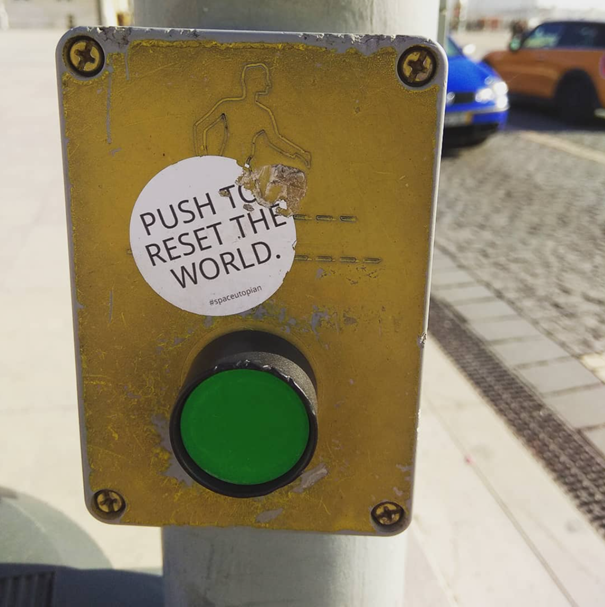 PUSH TO
RESET THE
WORLD.
#spaceutopian